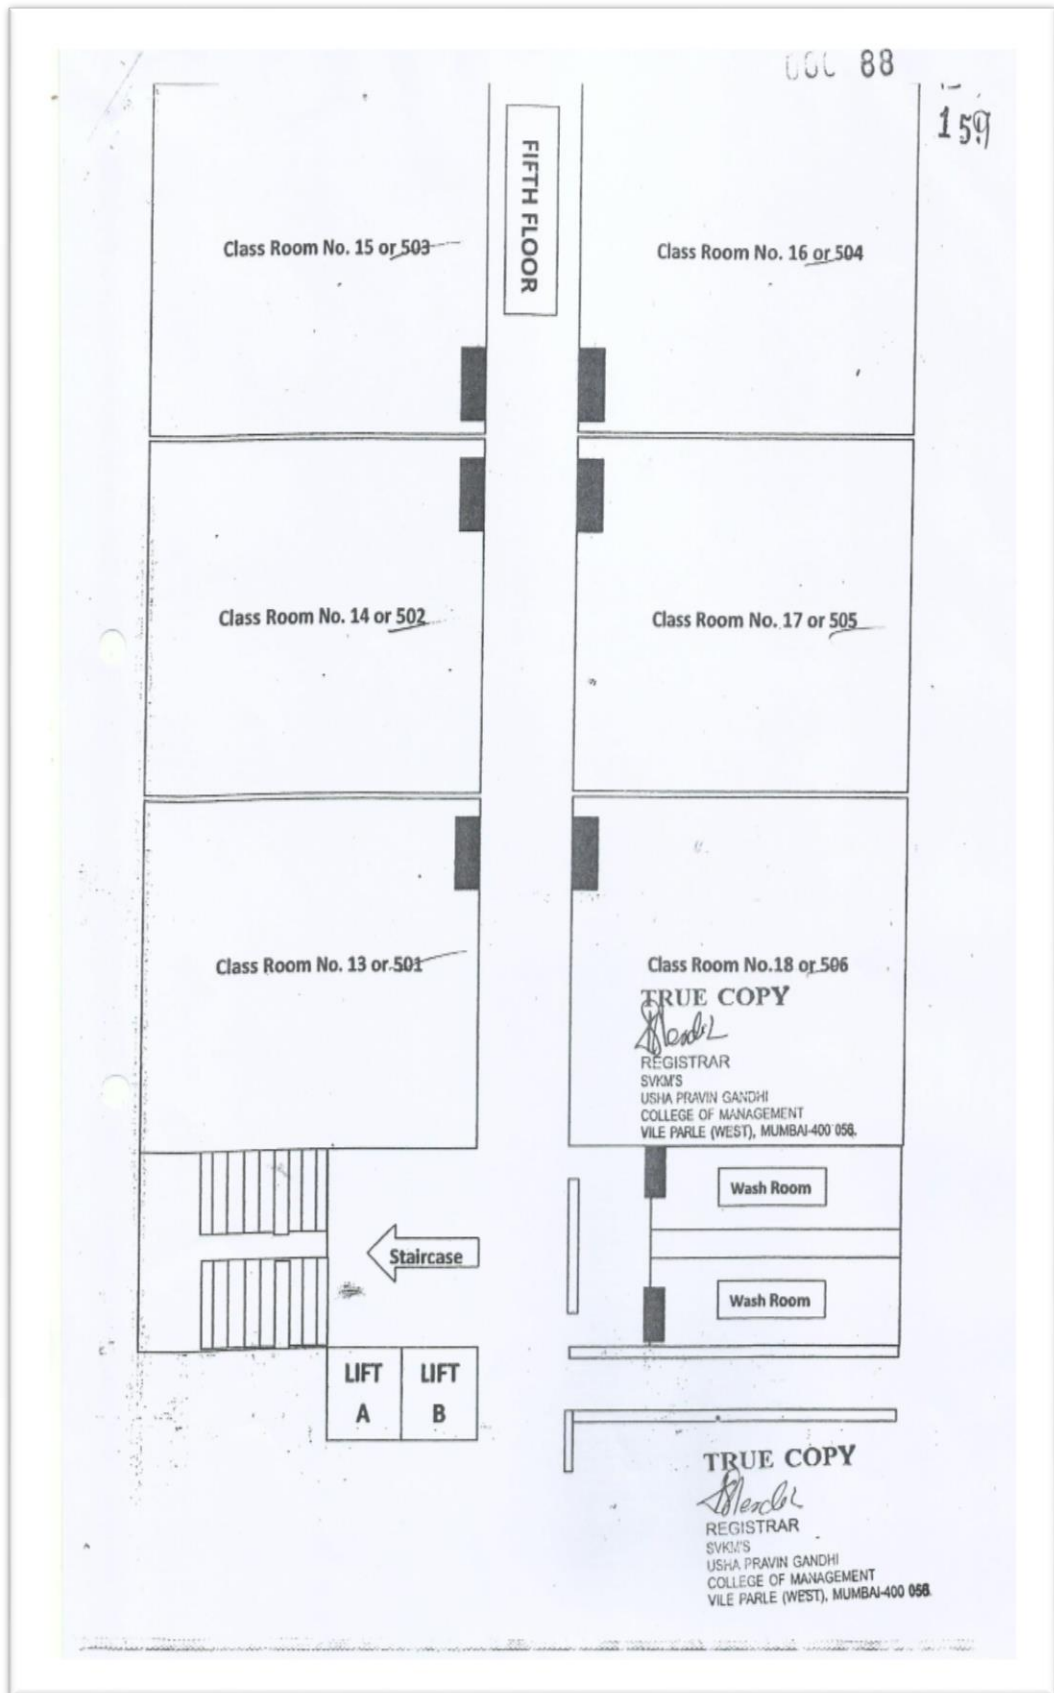 88
159
FIFTH FLOOR
Class Room No. 15 or 503
Class Room No. 16 or 504
Class Room No. 14 or 502
Class Room No. 17 or 505
Class Room No. 13 or 501
Class Room No.18 or 506
TRUE COPY
REGISTRAR
SVKM'S
USHA PRAVIN GANDHI
COLLEGE OF MANAGEMENT
VILE PARLE (WEST), MUMBAI-400 056.
Wash Room
Staircase
Wash Room
LIFT
A
LIFT
B
TRUE COPY
REGISTRAR
SVKM'S
USHA PRAVIN GANDHI
COLLEGE OF MANAGEMENT
VILE PARLE (WEST), MUMBAI-400 056.